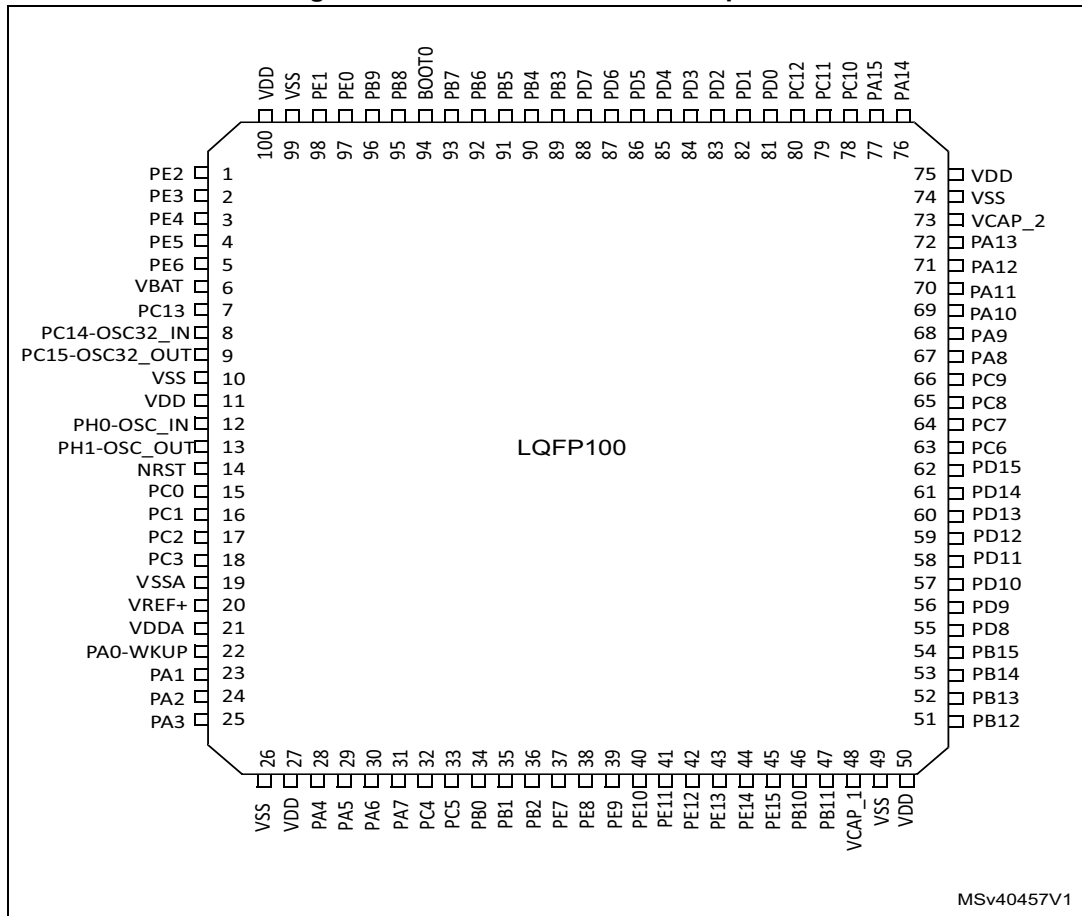 VDD
VSS
PE1
PE0
PB9
PB8
BOOT0
PB7
PB6
PB5
PB4
PB3
PD7
PD6
PD5
PD4
PD3
PD2
PD1
PD0
PC12
PC11
PC10
PA15
PA14
100
99
98
97
96
95
94
93
92
91
90
89
88
87
86
85
84
83
82
81
80
79
78
77
76
PE2 1
PE3 2
PE4 3
PE5 4
PE6 5
VBAT 6
PC13 7
PC14-OSC32_IN 8
PC15-OSC32_OUT 9
VSS 10
VDD 11
PH0-OSC_IN 12
PH1-OSC_OUT 13
NRST 14
PC0 15
PC1 16
PC2 17
PC3 18
VSSA 19
VREF+ 20
VDDA 21
PA0-WKUP 22
PA1 23
PA2 24
PA3 25
LQFP100
75 VDD
74 VSS
73 VCAP_2
72 PA13
71 PA12
70 PA11
69 PA10
68 PA9
67 PA8
66 PC9
65 PC8
64 PC7
63 PC6
62 PD15
61 PD14
60 PD13
59 PD12
58 PD11
57 PD10
56 PD9
55 PD8
54 PB15
53 PB14
52 PB13
51 PB12
26
27
28
29
30
31
32
33
34
35
36
37
38
39
40
41
42
43
44
45
46
47
48
49
50
VSS
VDD
PA4
PA5
PA6
PA7
PC4
PC5
PB0
PB1
PB2
PE7
PE8
PE9
PE10
PE11
PE12
PE13
PE14
PE15
PB10
PB11
VCAP_1
VSS
VDD
MSv40457V1